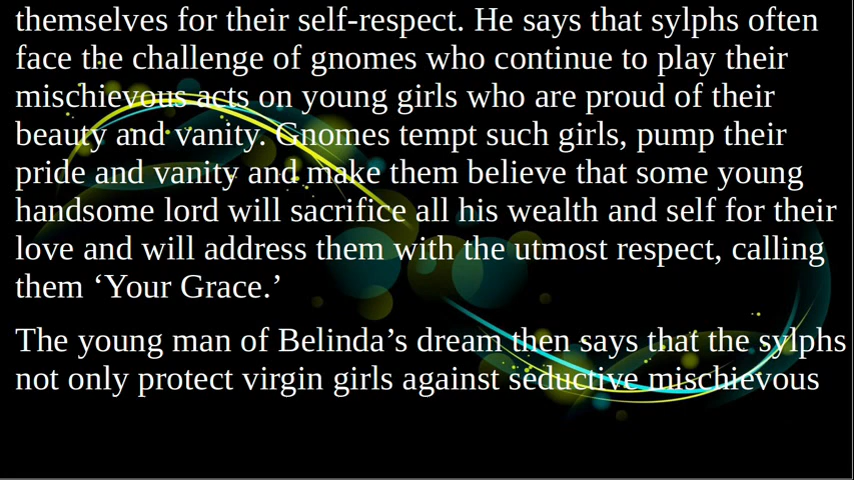 themselves for their self-respect. He says that sylphs often
face the challenge of gnomes who continue to play their
mischievous acts on young girls who are proud of their
beauty and vanity. Gnomes tempt such girls, pump their
pride and vanity and make them believe that some young
handsome lord will sacrifice all his wealth and self for their
love and will address them with the utmost respect, calling
them ‘Your Grace.’
The young man of Belinda’s dream then says that the sylphs
not only protect virgin girls against seductive mischievous